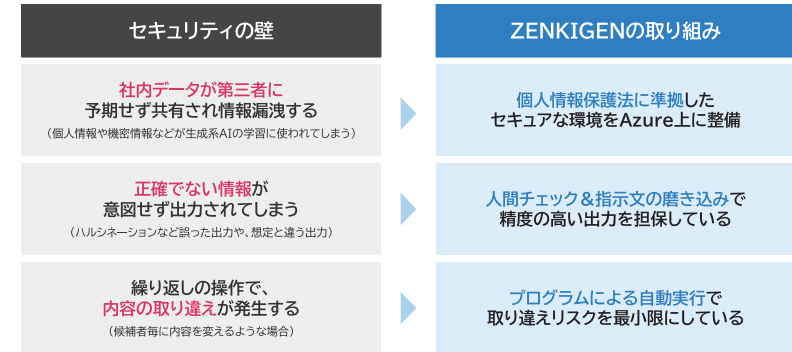 セキュリティの壁
ZENKIGENの取り組み
社内データが第三者に
予期せず共有され情報漏洩する
（個人情報や機密情報などが生成系AIの学習に使われてしまう）
個人情報保護法に準拠した
セキュアな環境をAzure上に整備
正確でない情報が
意図せず出力されてしまう
（ハルシネーションなど誤った出力や、想定と違う出力）
人間チェック＆指示文の磨き込みで
精度の高い出力を担保している
繰り返しの操作で、
内容の取り違えが発生する
（候補者毎に内容を変えるような場合）
プログラムによる自動実行で
取り違えリスクを最小限にしている